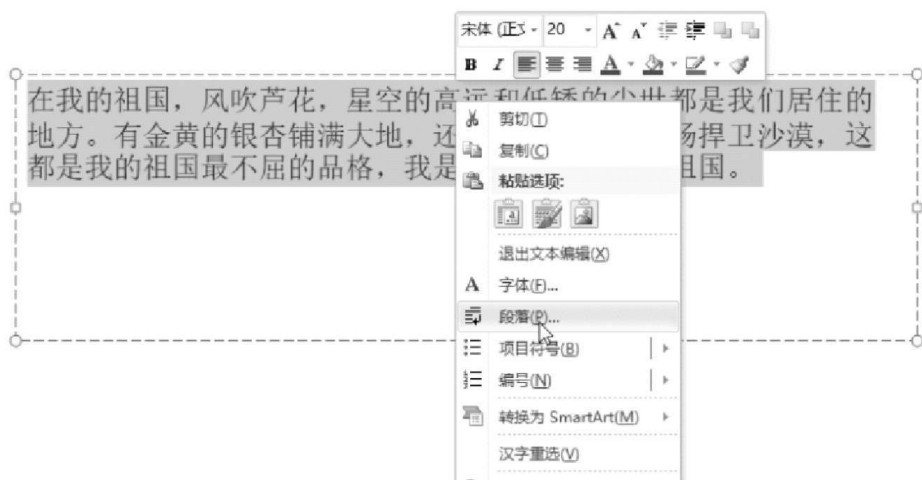 宋体 (正文 20 A A
B I A
在我的祖国，风吹芦花，星空的高远和低矮的尘世都是我们居住的
地方。有金黄的银杏铺满大地，还 扬捍卫沙漠，这
都是我的祖国最不屈的品格，我是 祖国。
剪切(T)
复制(C)
粘贴选项:
a
退出文本编辑(X)
A 字体(F)...
段落(P)...
项目符号(B)
编号(N)
转换为 SmartArt(M)
汉字重选(V)